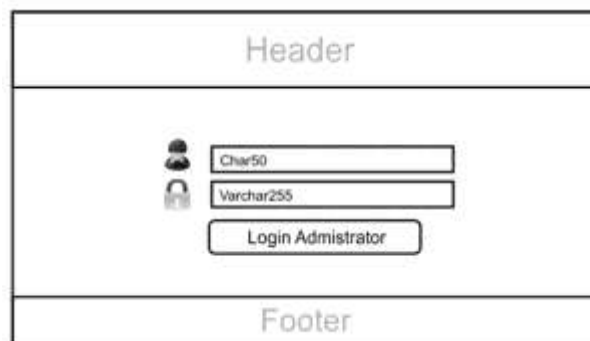 Header
Char50
Varchar255
Login Admistrator
Footer